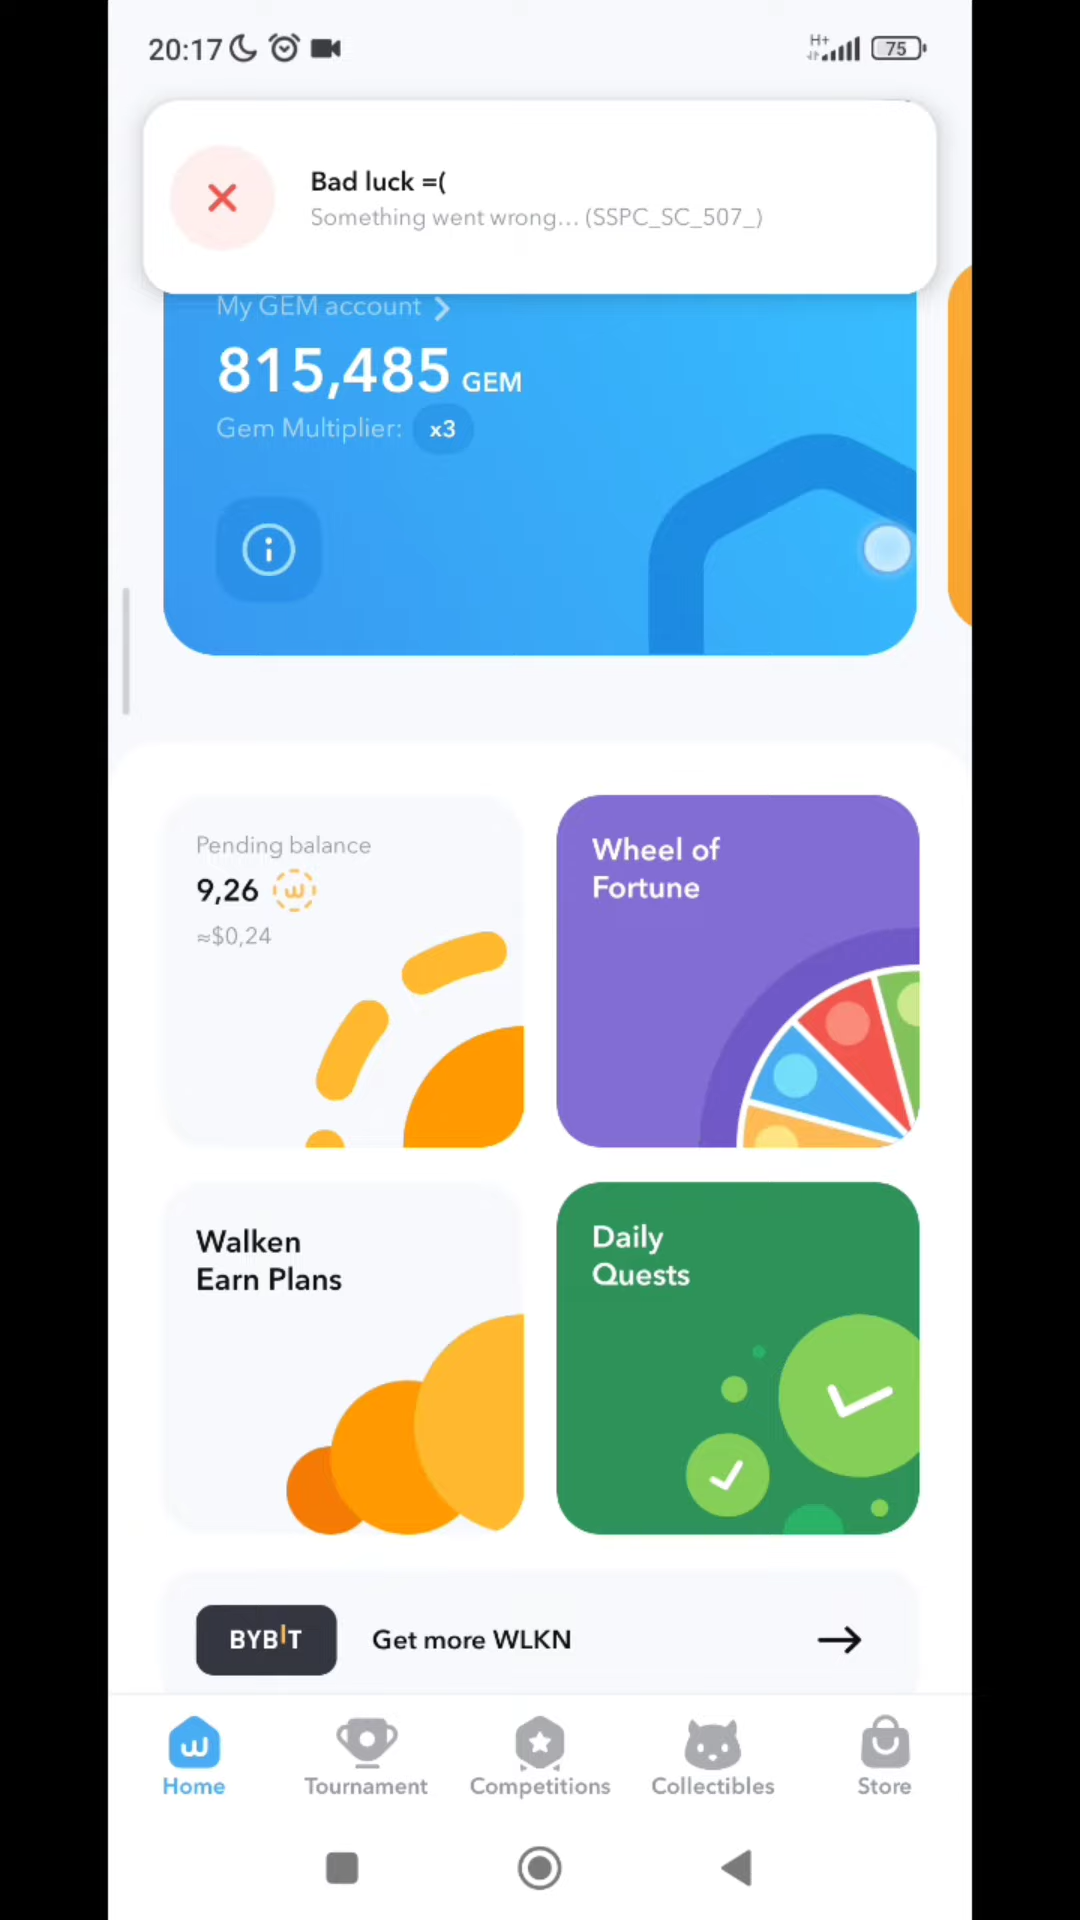 20:17
H+
75
Bad luck =(
Something went wrong... (SSPC_SC_507_)
My GEM account
815,485 GEM
Gem Multiplier: x3
Pending balance
9,26
≈$0,24
Wheel of
Fortune
Walken
Earn Plans
Daily
Quests
BYBIT
Get more WLKN
Home
Tournament
Competitions
Collectibles
Store